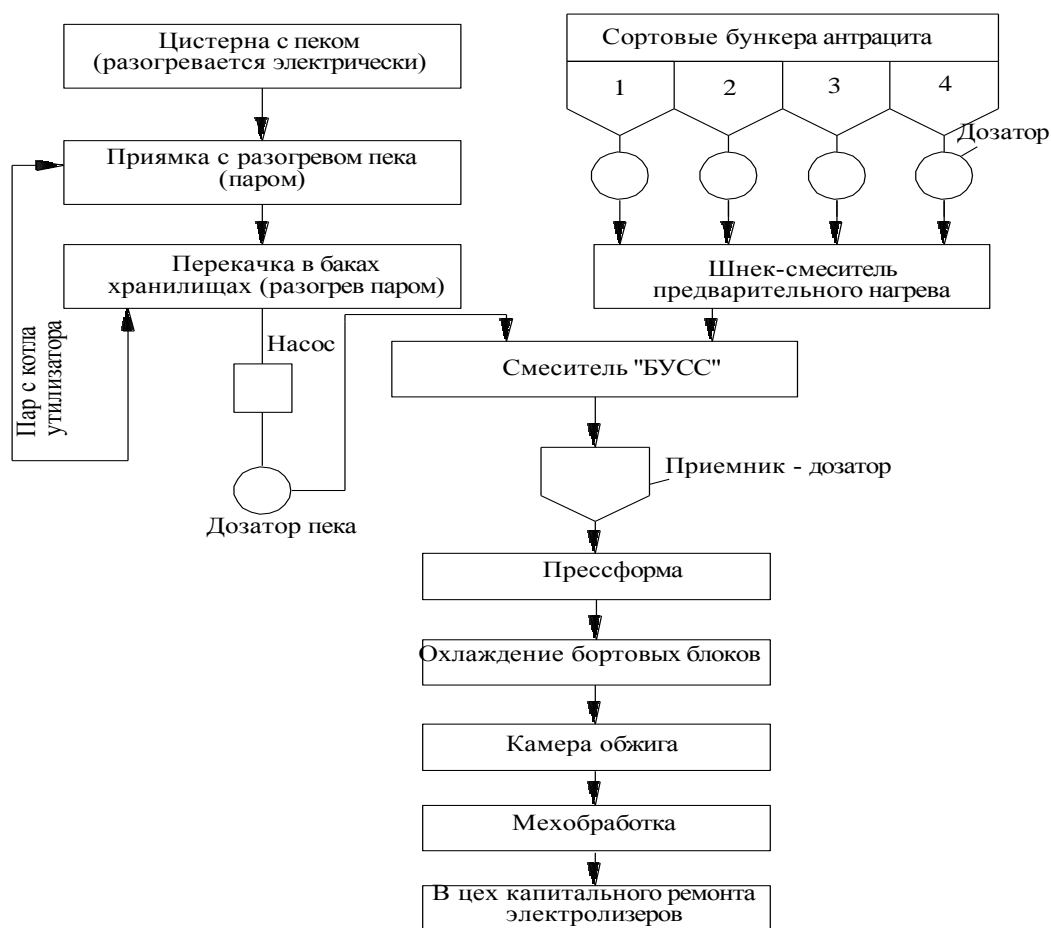 Цистерна с пеком
(разогревается электрически)
Приямка с разогревом пека
(паром)
Перекачка в баках
хранилищах (разогрев паром)
Пар с котла
утилизатора
Насос
Дозатор пека
Сортовые бункера антрацита
1
2
3
4
Дозатор
Шнек-смеситель
предварительного нагрева
Смеситель "БУСС"
Приемник - дозатор
Прессформа
Охлаждение бортовых блоков
Камера обжига
Мехобработка
В цех капитального ремонта
электролизеров